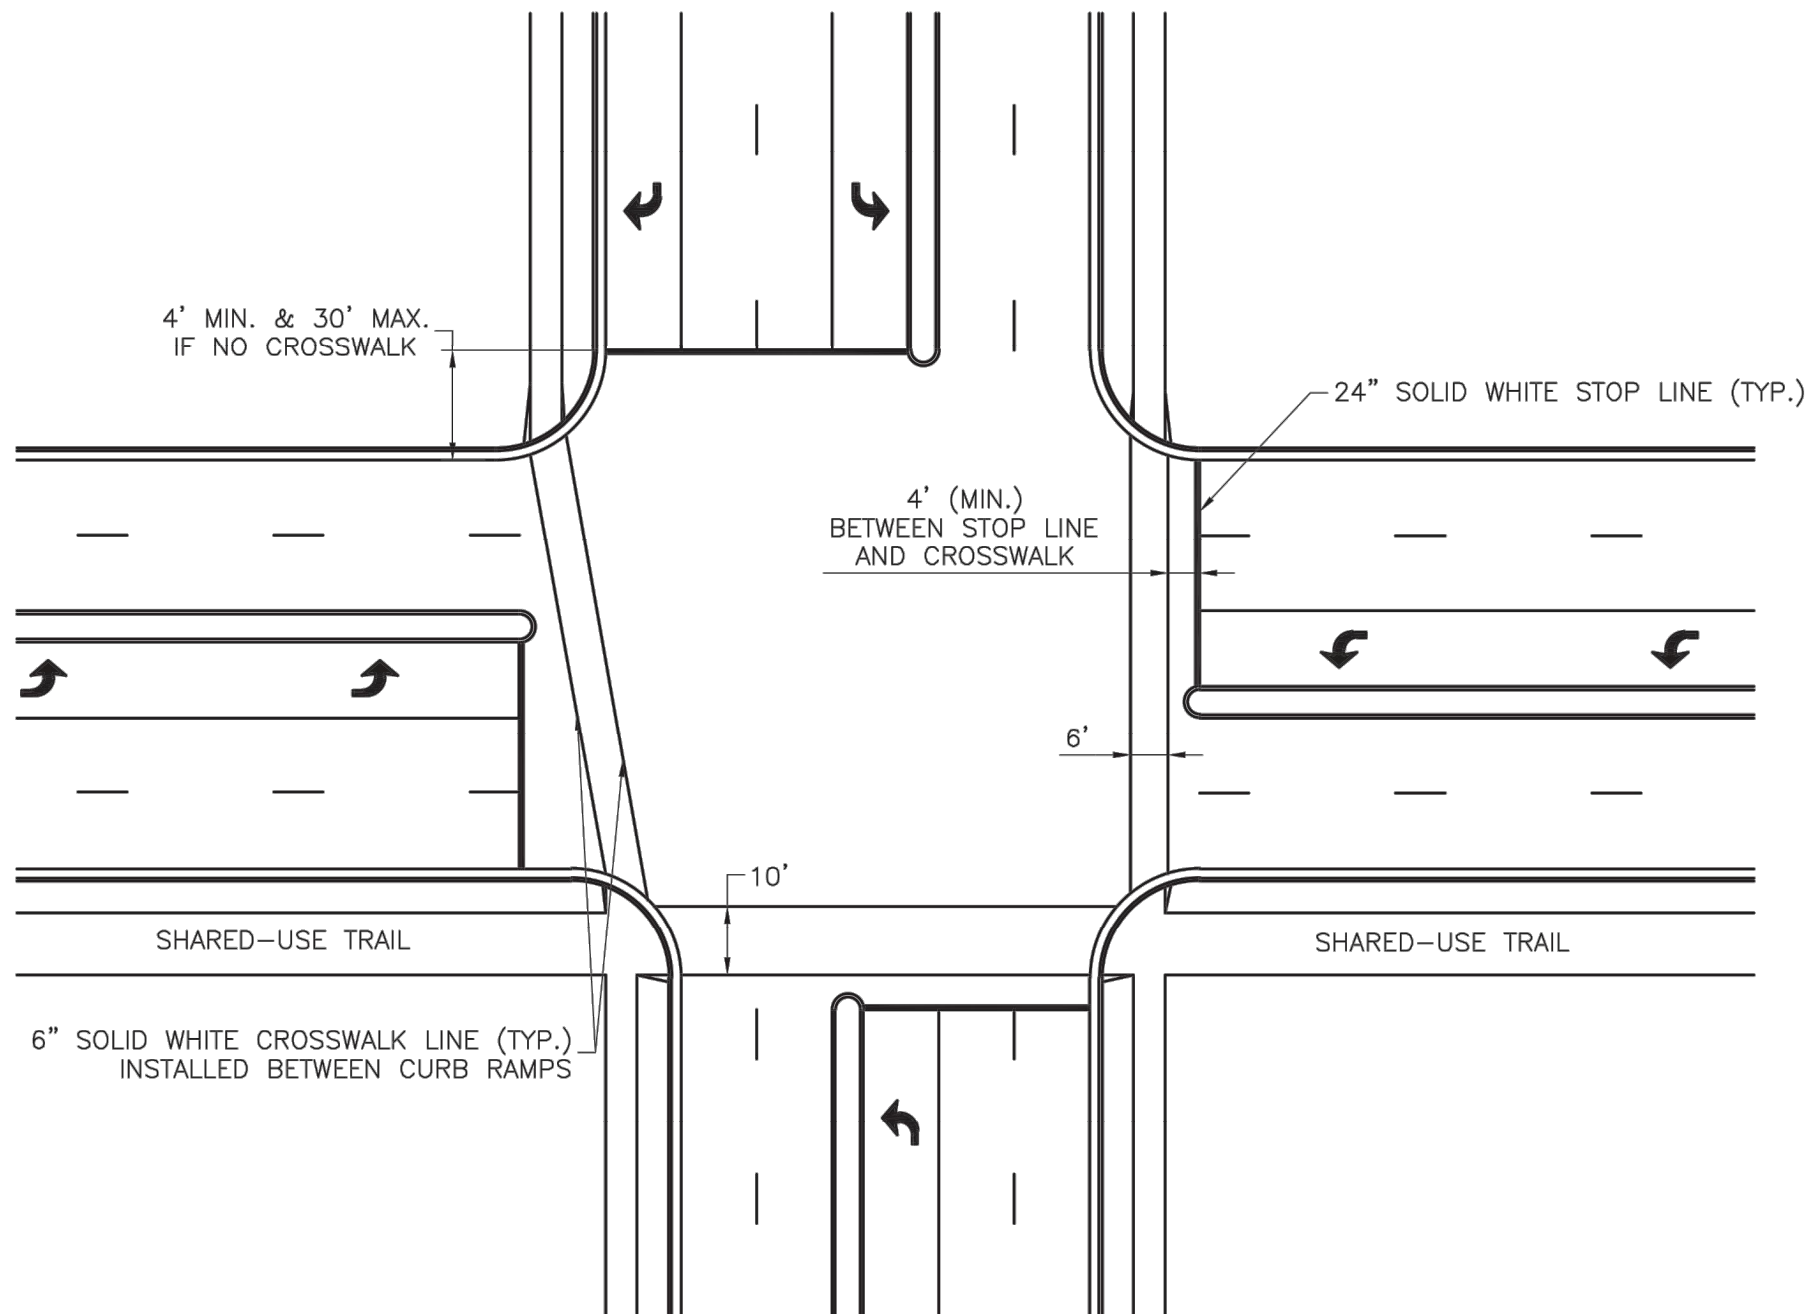 4' MIN. & 30' MAX.
IF NO CROSSWALK
24" SOLID WHITE STOP LINE (TYP.)
4' (MIN.)
BETWEEN STOP LINE
AND CROSSWALK
6'
10'
SHARED-USE TRAIL
SHARED-USE TRAIL
6" SOLID WHITE CROSSWALK LINE (TYP.)
INSTALLED BETWEEN CURB RAMPS